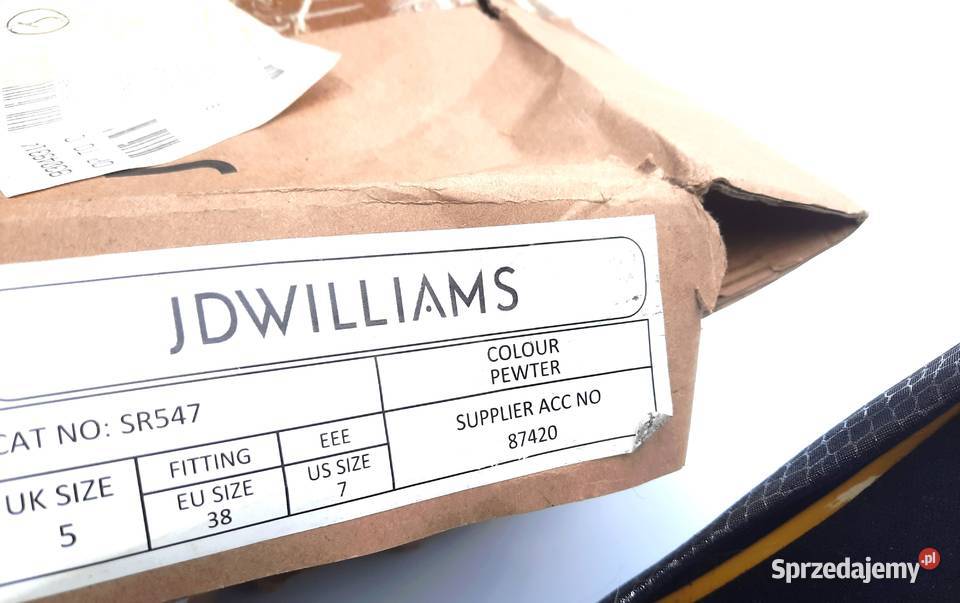 JDWILLIAMS
CAT NO: SR547
COLOUR
PEWTER
UK SIZE
5
FITTING
EEE
EU SIZE
38
US SIZE
7
SUPPLIER ACC NO
87420
Sprzedajemy.pl